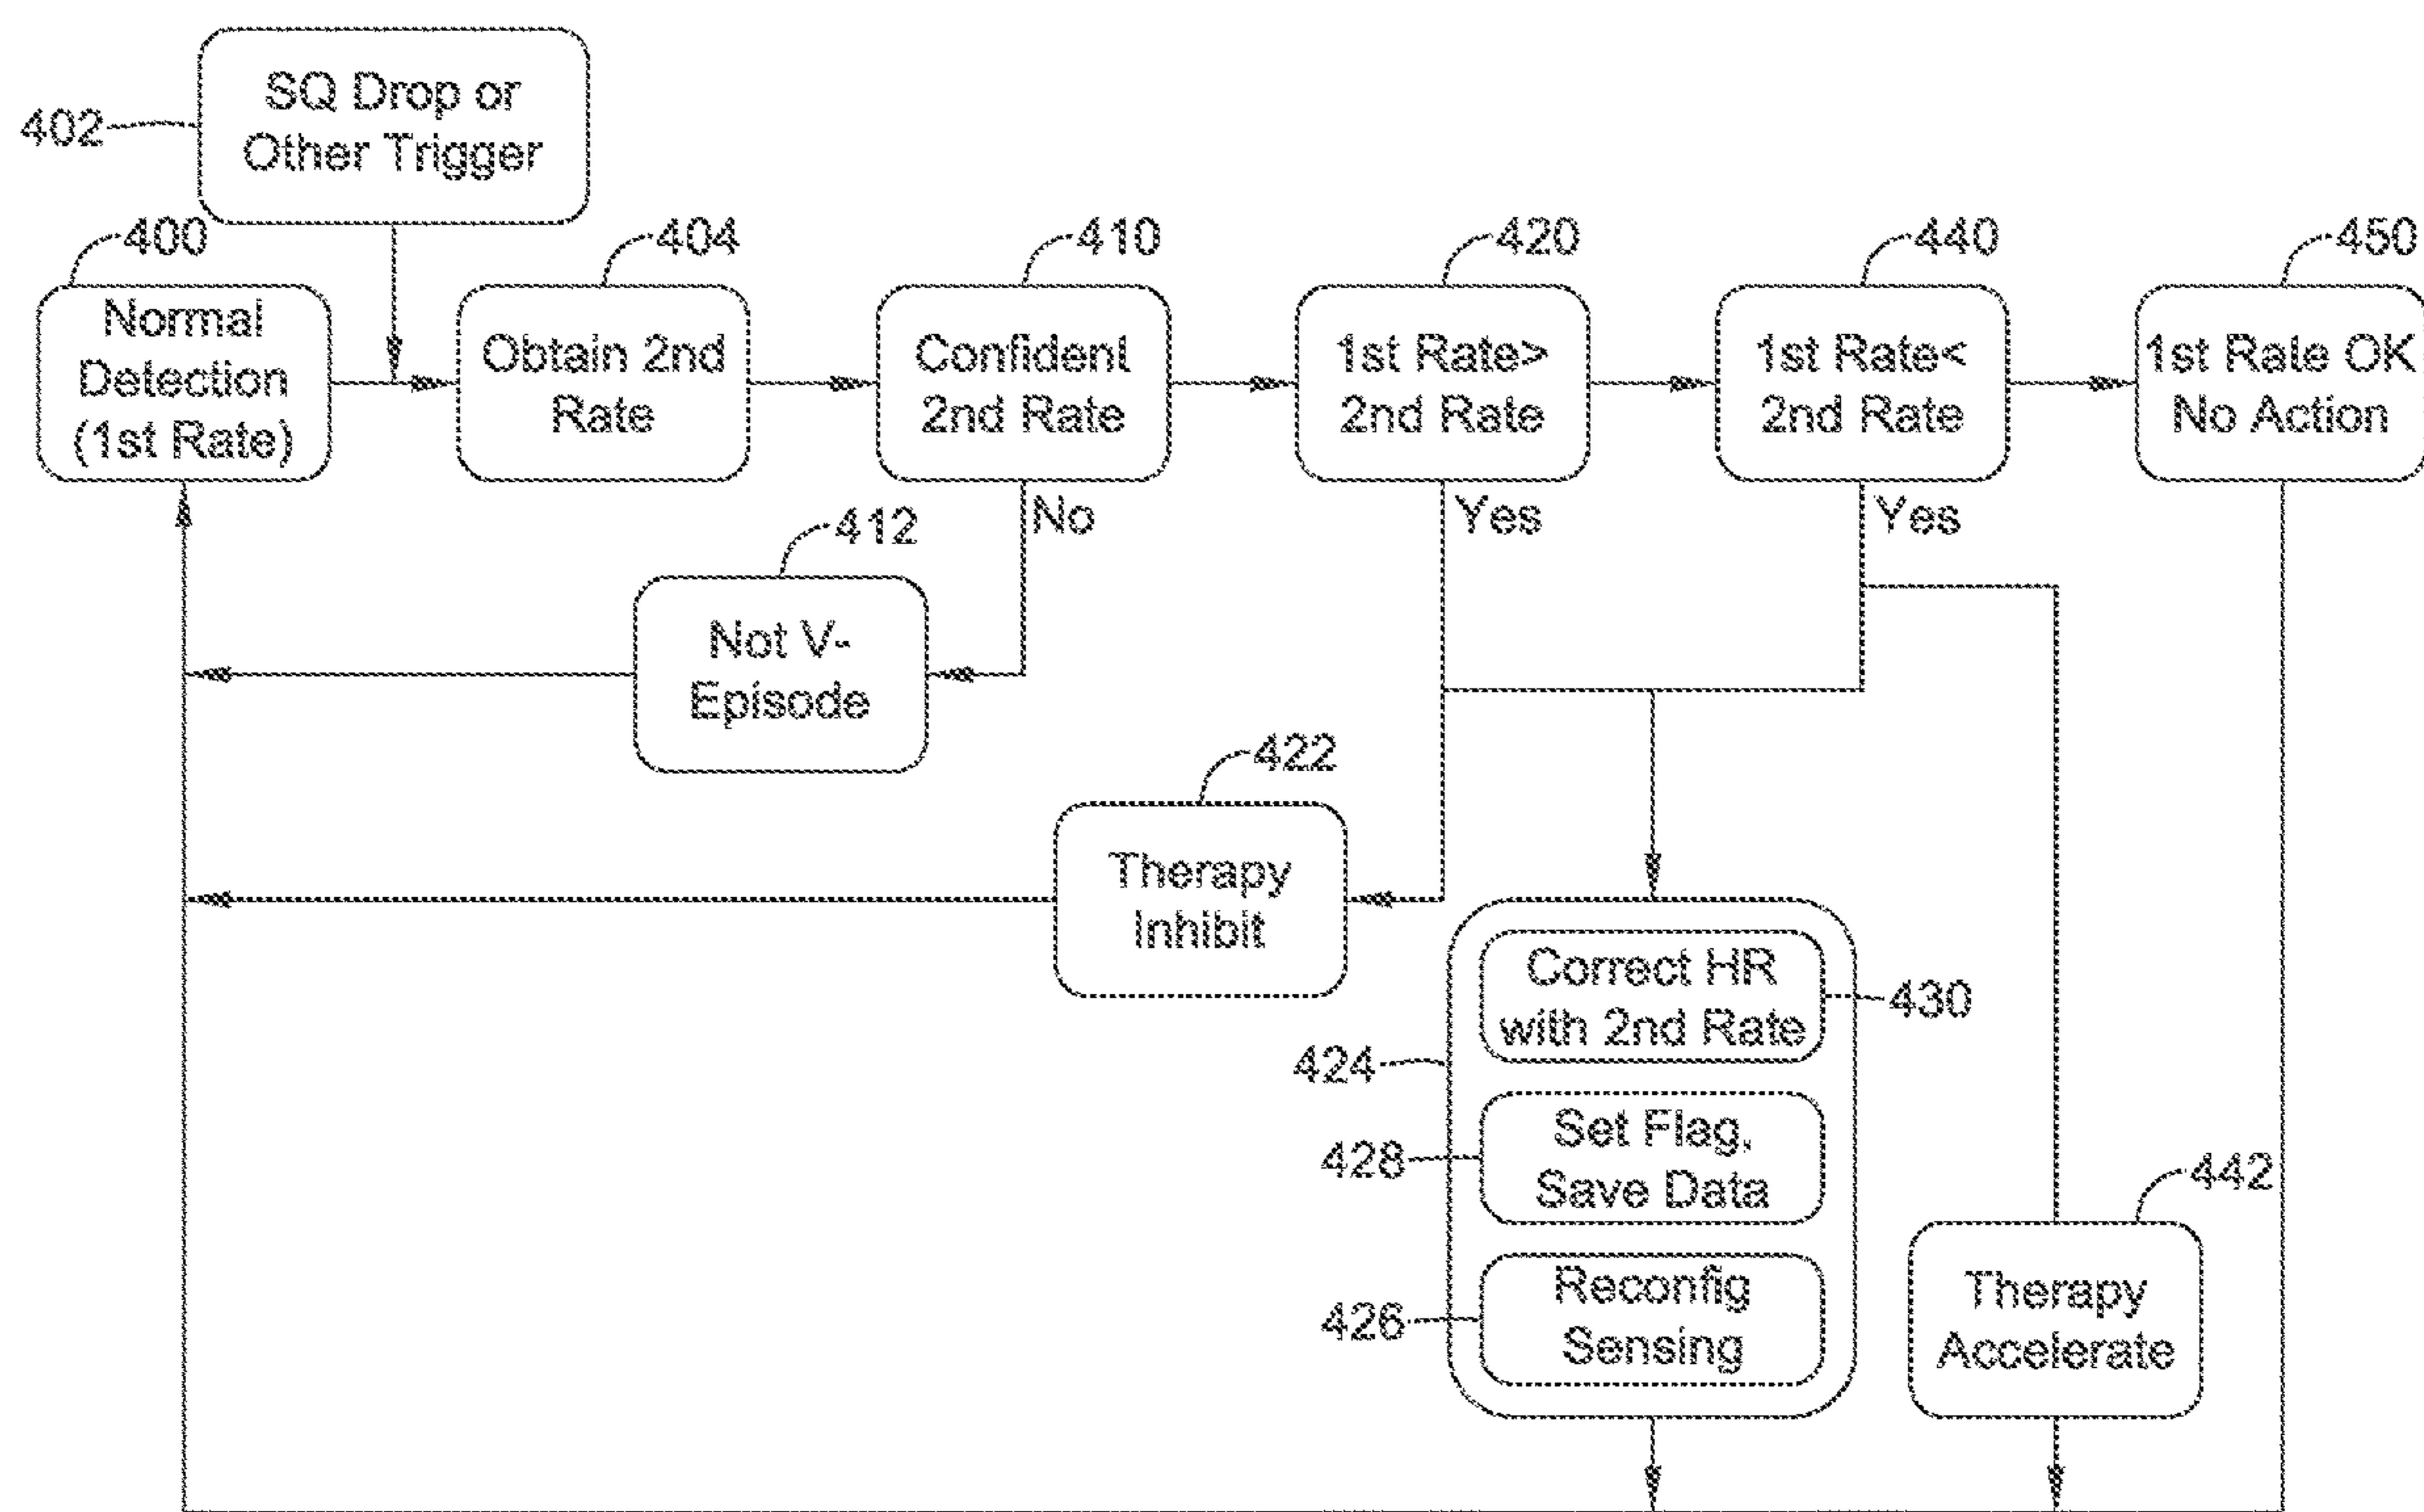 SQ Drop or
Other Trigger
402
400
404
410
420
440
450
Normal
Detection
(1st Rate)
Obtain 2nd
Rate
Confident
2nd Rate
1st Rate>
2nd Rate
1st Rate<
2nd Rate
1st Rate OK
No Action
No
Yes
Yes
412
Not V-
Episode
422
Therapy
Inhibit
Correct HR
with 2nd Rate
430
424
Set Flag,
Save Data
428
442
Reconfig
Sensing
426
Therapy
Accelerate